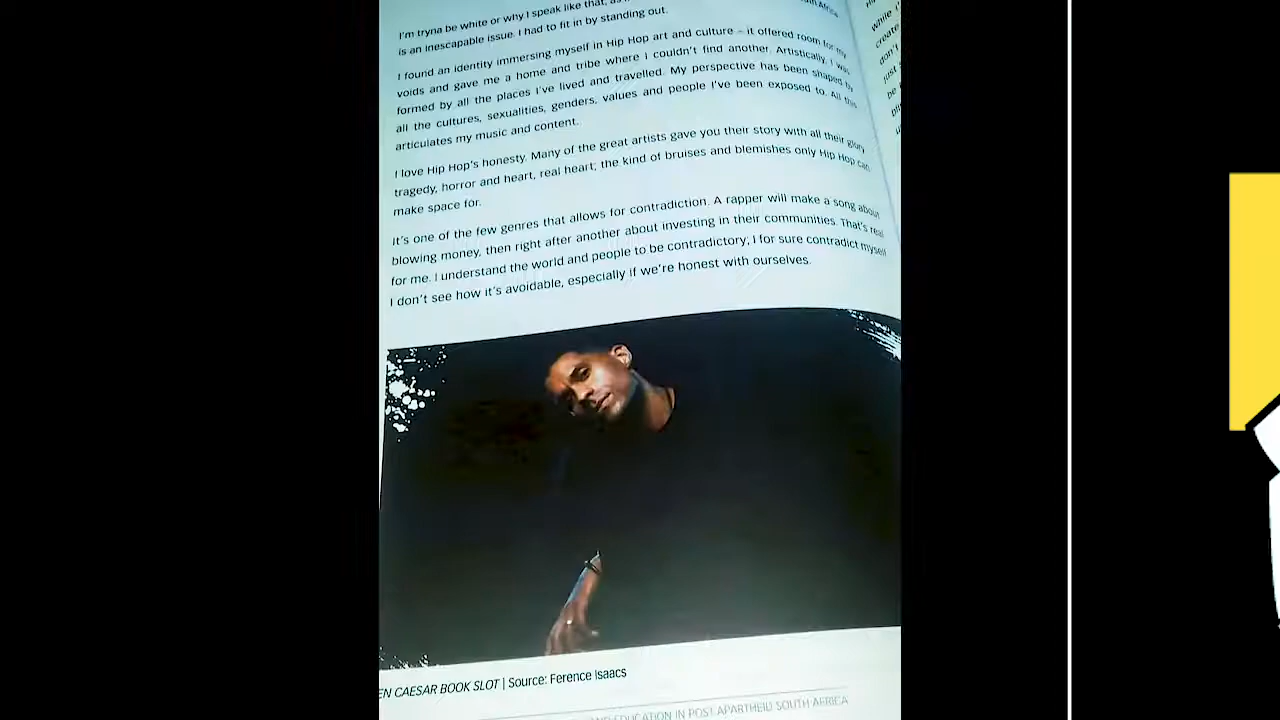 I'm tryna be white or why I speak like that, as
is an inescapable issue. I had to fit in by standing out.
I found an identity immersing myself in Hip Hop art and culture – it offered room for my
voids and gave me a home and tribe where I couldn't find another. Artistically, I was
formed by all the places I've lived and travelled. My perspective has been shaped by
all the cultures, sexualities, genders, values and people I've been exposed to. All this
articulates my music and content.
I love Hip Hop's honesty. Many of the great artists gave you their story with all their glory
tragedy, horror and heart, real heart; the kind of bruises and blemishes only Hip Hop can
make space for.
It's one of the few genres that allows for contradiction. A rapper will make a song about
blowing money, then right after another about investing in their communities. That's real
for me. I understand the world and people to be contradictory; I for sure contradict myself
I don't see how it's avoidable, especially if we're honest with ourselves.
while
create
don't
just
be
EN CAESAR BOOK SLOT | Source: Ference Isaacs
AND EDUCATION IN POST-APARTHEID SOUTH AFRICA